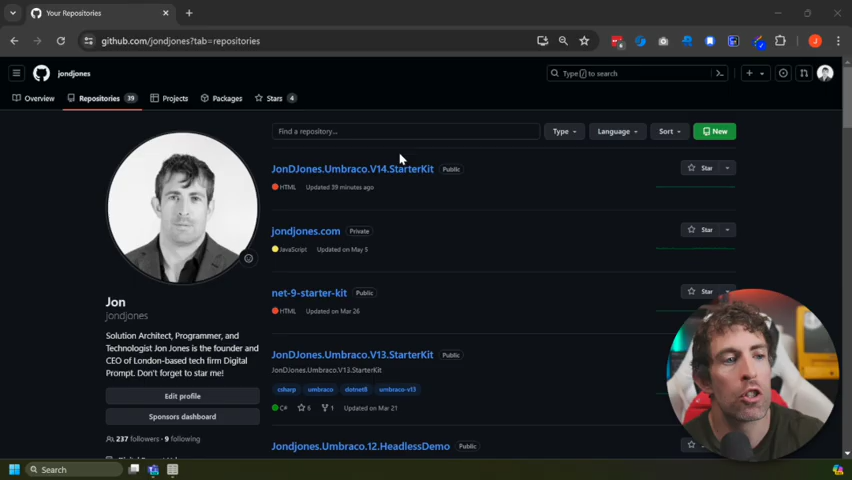 Your Repositories
github.com/jondjones?tab=repositories
jondjones
Type / to search
Overview
Repositories 39
Projects
Packages
Stars 4
Find a repository...
Type
Language
Sort
New
JonDJones.Umbraco.V14.StarterKit Public
Star
HTML Updated 39 minutes ago
jondjones.com Private
Star
JavaScript Updated on May 5
net-9-starter-kit Public
Star
HTML Updated on Mar 26
Jon
jondjones
Solution Architect, Programmer, and
Technologist Jon Jones is the founder and
CEO of London-based tech firm Digital
Prompt. Don't forget to star me!
Edit profile
Sponsors dashboard
237 followers · 9 following
JonDJones.Umbraco.V13.StarterKit Public
JonDJones.Umbraco.V13.StarterKit
csharp umbraco dotnet8 umbraco-v13
C# 6 1 Updated on Mar 21
Jondjones.Umbraco.12.HeadlessDemo Public
Search